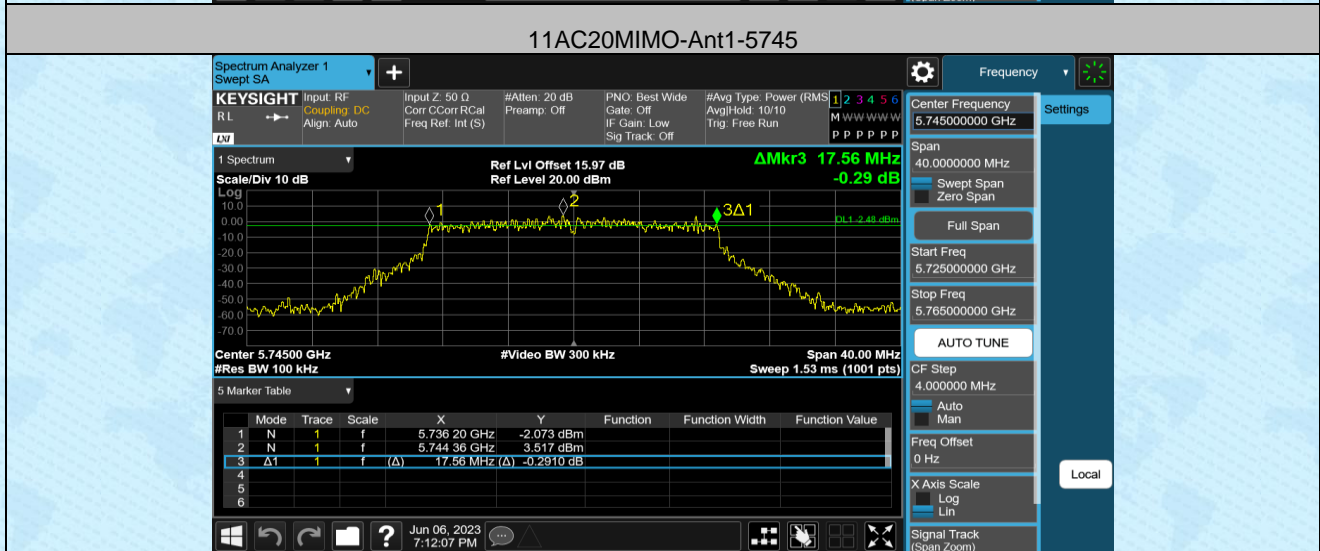 (Span Zoom)
11AC20MIMO-Ant1-5745
Spectrum Analyzer 1
Swept SA
Frequency
KEYSIGHT Input: RF Input Z: 50 Ω #Atten: 20 dB PNO: Best Wide #Avg Type: Power (RMS 1 2 3 4 5 6
R L Coupling: DC Corr CCorr RCal Preamp: Off Gate: Off Avg|Hold: 10/10 M W W W W W
Align: Auto Freq Ref: Int (S) IF Gain: Low Trig: Free Run
LXI Sig Track: Off P P P P P P
1 Spectrum
Scale/Div 10 dB
Ref Lvl Offset 15.97 dB
Ref Level 20.00 dBm
ΔMkr3 17.56 MHz
-0.29 dB
Log
10.0
0.00
-10.0
-20.0
-30.0
-40.0
-50.0
-60.0
-70.0
1
2
3Δ1
DL1 -2.48 dBm
Center 5.74500 GHz #Video BW 300 kHz Span 40.00 MHz
#Res BW 100 kHz Sweep 1.53 ms (1001 pts)
5 Marker Table
Mode Trace Scale X Y Function Function Width Function Value
1 N 1 f 5.736 20 GHz -2.073 dBm
2 N 1 f 5.744 36 GHz 3.517 dBm
3 Δ1 1 f (Δ) 17.56 MHz (Δ) -0.2910 dB
4
5
6
?
Jun 06, 2023
7:12:07 PM
Center Frequency
5.745000000 GHz
Settings
Span
40.0000000 MHz
Swept Span
Zero Span
Full Span
Start Freq
5.725000000 GHz
Stop Freq
5.765000000 GHz
AUTO TUNE
CF Step
4.000000 MHz
Auto
Man
Freq Offset
0 Hz
X Axis Scale
Log
Lin
Local
Signal Track
(Span Zoom)